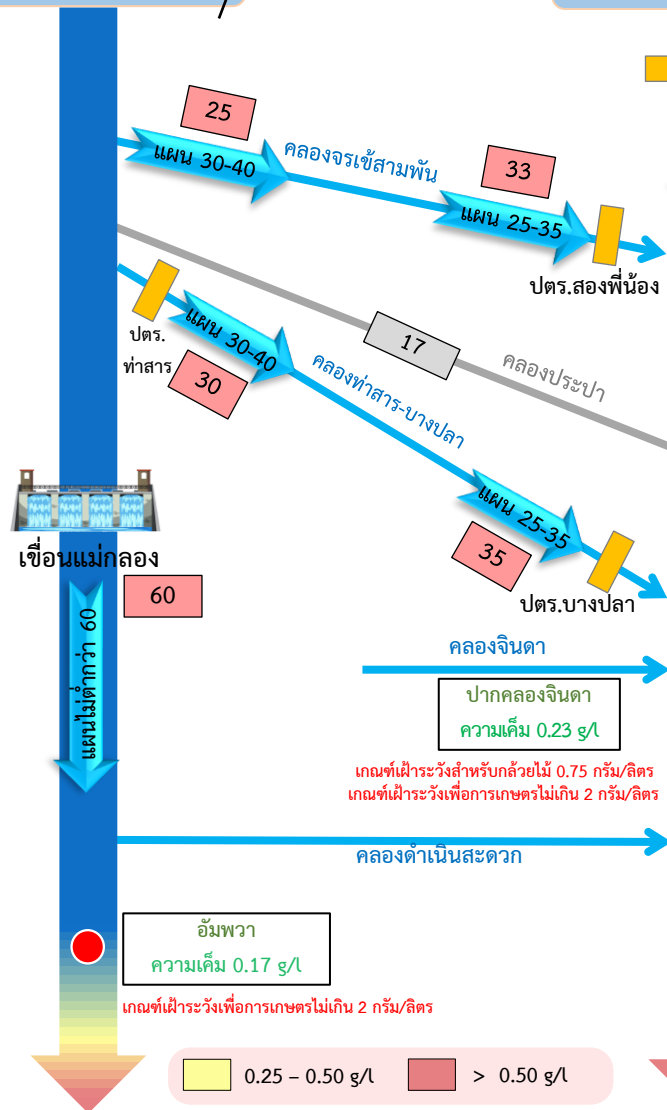 25
แผน 30-40
คลองจรเข้สามพัน
33
แผน 25-35
ปตร.สองพี่น้อง
ปตร.
ท่าสาร
แผน 30-40
30
17
คลองประปา
คลองท่าสาร-บางปลา
แผน 25-35
35
ปตร.บางปลา
เขื่อนแม่กลอง
60
แผนไม่ต่ำกว่า 60
คลองจินดา
ปากคลองจินดา
ความเค็ม 0.23 g/l
เกณฑ์เฝ้าระวังสำหรับกล้วยไม้ 0.75 กรัม/ลิตร
เกณฑ์เฝ้าระวังเพื่อการเกษตรไม่เกิน 2 กรัม/ลิตร
คลองดำเนินสะดวก
อัมพวา
ความเค็ม 0.17 g/l
เกณฑ์เฝ้าระวังเพื่อการเกษตรไม่เกิน 2 กรัม/ลิตร
0.25 – 0.50 g/l
> 0.50 g/l